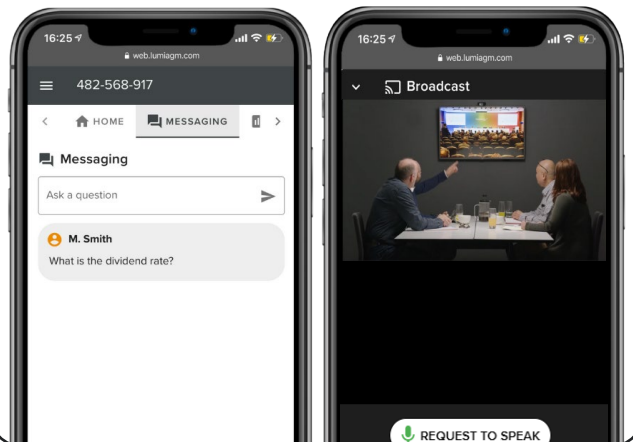 16:25
web.lumiagm.com
482-568-917
HOME
MESSAGING
Messaging
Ask a question
M. Smith
What is the dividend rate?
16:25
web.lumiagm.com
Broadcast
REQUEST TO SPEAK